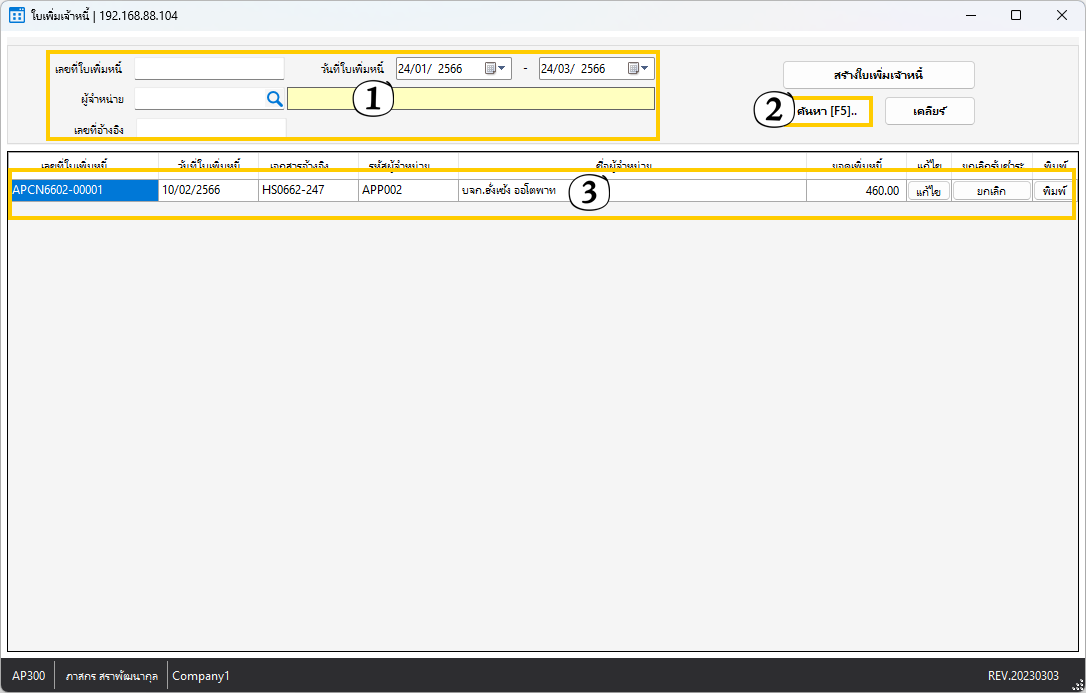 ใบเพิ่มเจ้าหนี้ | 192.168.88.104
เลขที่ใบเพิ่มหนี้ วันที่ใบเพิ่มหนี้ 24/01/ 2566 - 24/03/ 2566
สร้างใบเพิ่มเจ้าหนี้
ผู้จำหน่าย 1
2 ค้นหา [F5].. เคลียร์
เลขที่อ้างอิง
เลขที่ใบเพิ่มหนี้ วันที่ใบเพิ่มหนี้ เอกสารอ้างอิง รหัสผู้จำหน่าย ชื่อผู้จำหน่าย ยอดเพิ่มหนี้ แก้ไข ยกเลิกรับชำระ พิมพ์
APCN6602-00001 10/02/2566 HS0662-247 APP002 บจก.ฮั่งเช้ง ออโตพาท 3 460.00 แก้ไข ยกเลิก พิมพ์
AP300 ภาสกร สราพัฒนากุล Company1 REV.20230303